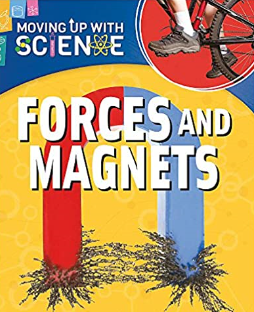 MOVING UP WITH
SCIENCE
FORCES AND
MAGNETS